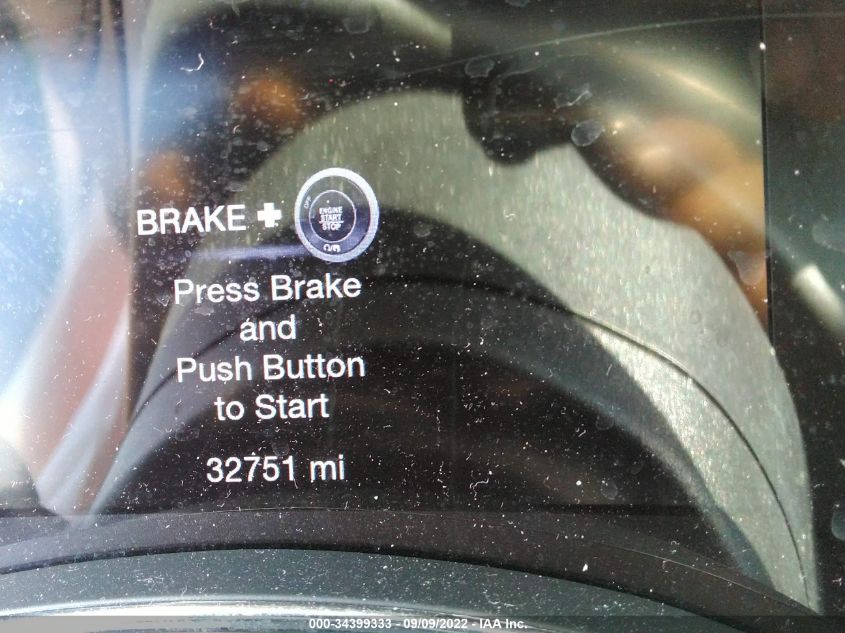 BRAKE +
OFF
ENGINE
START
STOP
Press Brake
and
Push Button
to Start
32751 mi
000-34399333 - 09/09/2022 - IAA Inc.